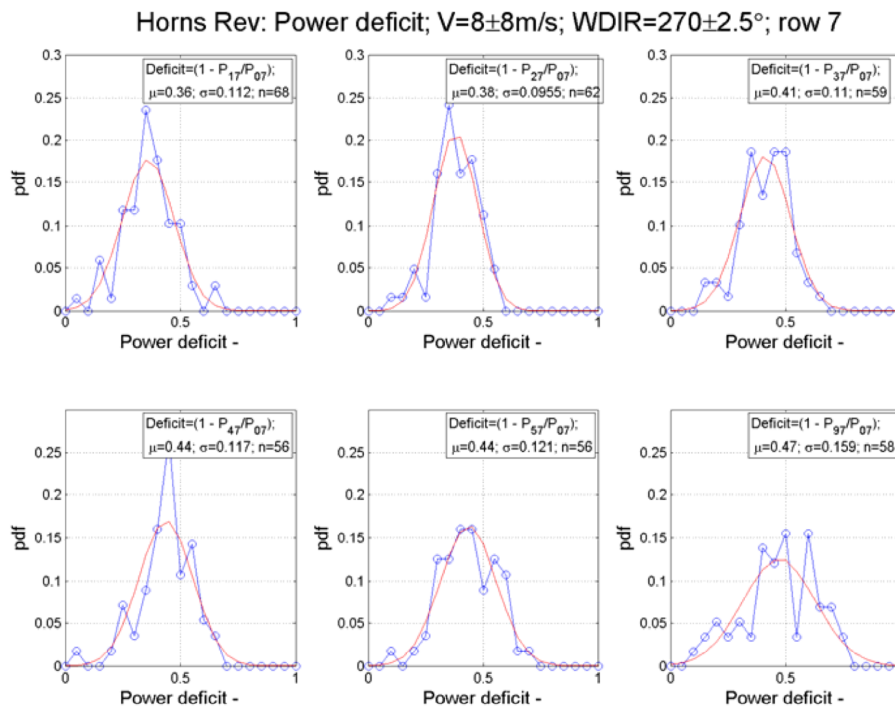 Horns Rev: Power deficit; V=8±8m/s; WDIR=270±2.5°; row 7
0.3
0.25
0.2
0.15
0.1
0.05
0
pdf
Deficit=(1 - P17/P07);
μ=0.36; σ=0.112; n=68
0 0.5 1
Power deficit -
0.3
0.25
0.2
0.15
0.1
0.05
0
pdf
Deficit=(1 - P27/P07);
μ=0.38; σ=0.0955; n=62
0 0.5 1
Power deficit -
0.3
0.25
0.2
0.15
0.1
0.05
0
pdf
Deficit=(1 - P37/P07);
μ=0.41; σ=0.11; n=59
0 0.5
Power deficit -
0.25
0.2
0.15
0.1
0.05
0
pdf
Deficit=(1 - P47/P07);
μ=0.44; σ=0.117; n=56
0 0.5 1
Power deficit -
0.25
0.2
0.15
0.1
0.05
0
pdf
Deficit=(1 - P57/P07);
μ=0.44; σ=0.121; n=56
0 0.5 1
Power deficit -
0.25
0.2
0.15
0.1
0.05
0
pdf
Deficit=(1 - P97/P07);
μ=0.47; σ=0.159; n=58
0 0.5
Power deficit -